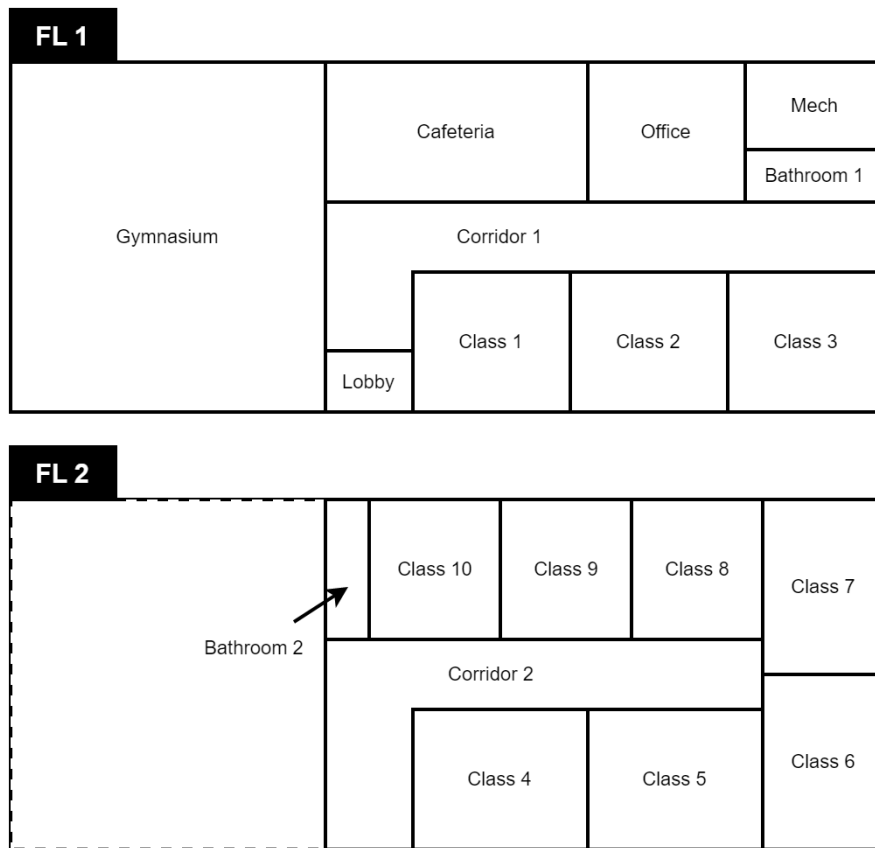 FL 1
Mech
Cafeteria
Office
Bathroom 1
Gymnasium
Corridor 1
Class 1
Class 2
Class 3
Lobby
FL 2
Class 10
Class 9
Class 8
Class 7
Bathroom 2
Corridor 2
Class 4
Class 5
Class 6